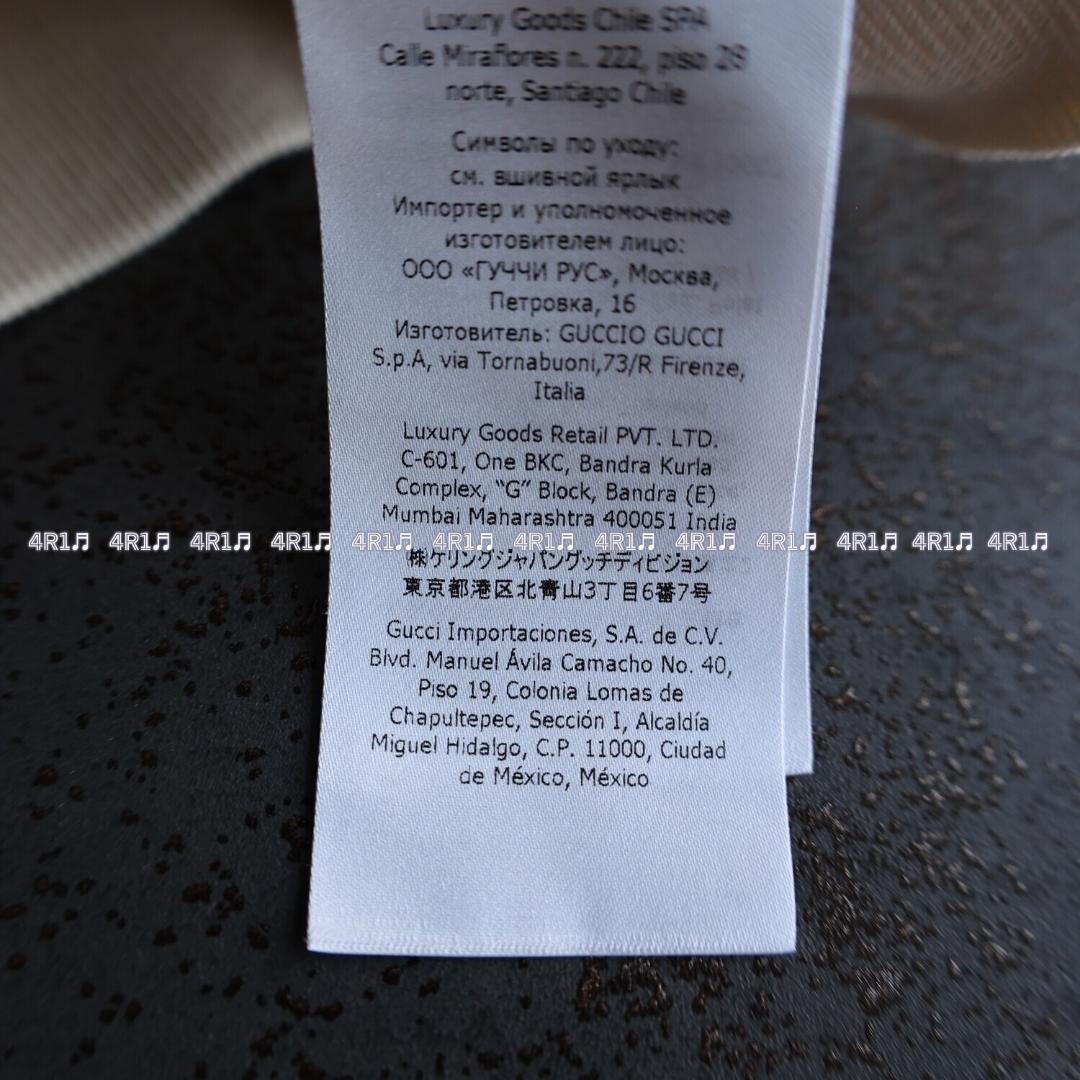 Luxury Goods Chile SPA
Calle Miraflores n. 222, piso 26
norte, Santiago Chile
Символы по уходу:
см. вшивной ярлык
Импортер и уполномоченное
изготовителем лицо:
ООО «ГУЧЧИ РУС», Москва,
Петровка, 16
Изготовитель: GUCCIO GUCCI
S.p.A, via Tornabuoni,73/R Firenze,
Italia
Luxury Goods Retail PVT. LTD.
C-601, One BKC, Bandra Kurla
Complex, “G” Block, Bandra (E)
Mumbai Maharashtra 400051 India
4R1♬ 4R1♬ 4R1♬ 4R1♬ 4R1♬ 4R1♬ 4R1♬ 4R1♬ 4R1♬ 4R1♬ 4R1♬ 4R1♬ 4R1♬
㈱ケリングジャパングッチディビジョン
東京都港区北青山3丁目6番7号
Gucci Importaciones, S.A. de C.V.
Blvd. Manuel Ávila Camacho No. 40,
Piso 19, Colonia Lomas de
Chapultepec, Sección I, Alcaldía
Miguel Hidalgo, C.P. 11000, Ciudad
de México, México